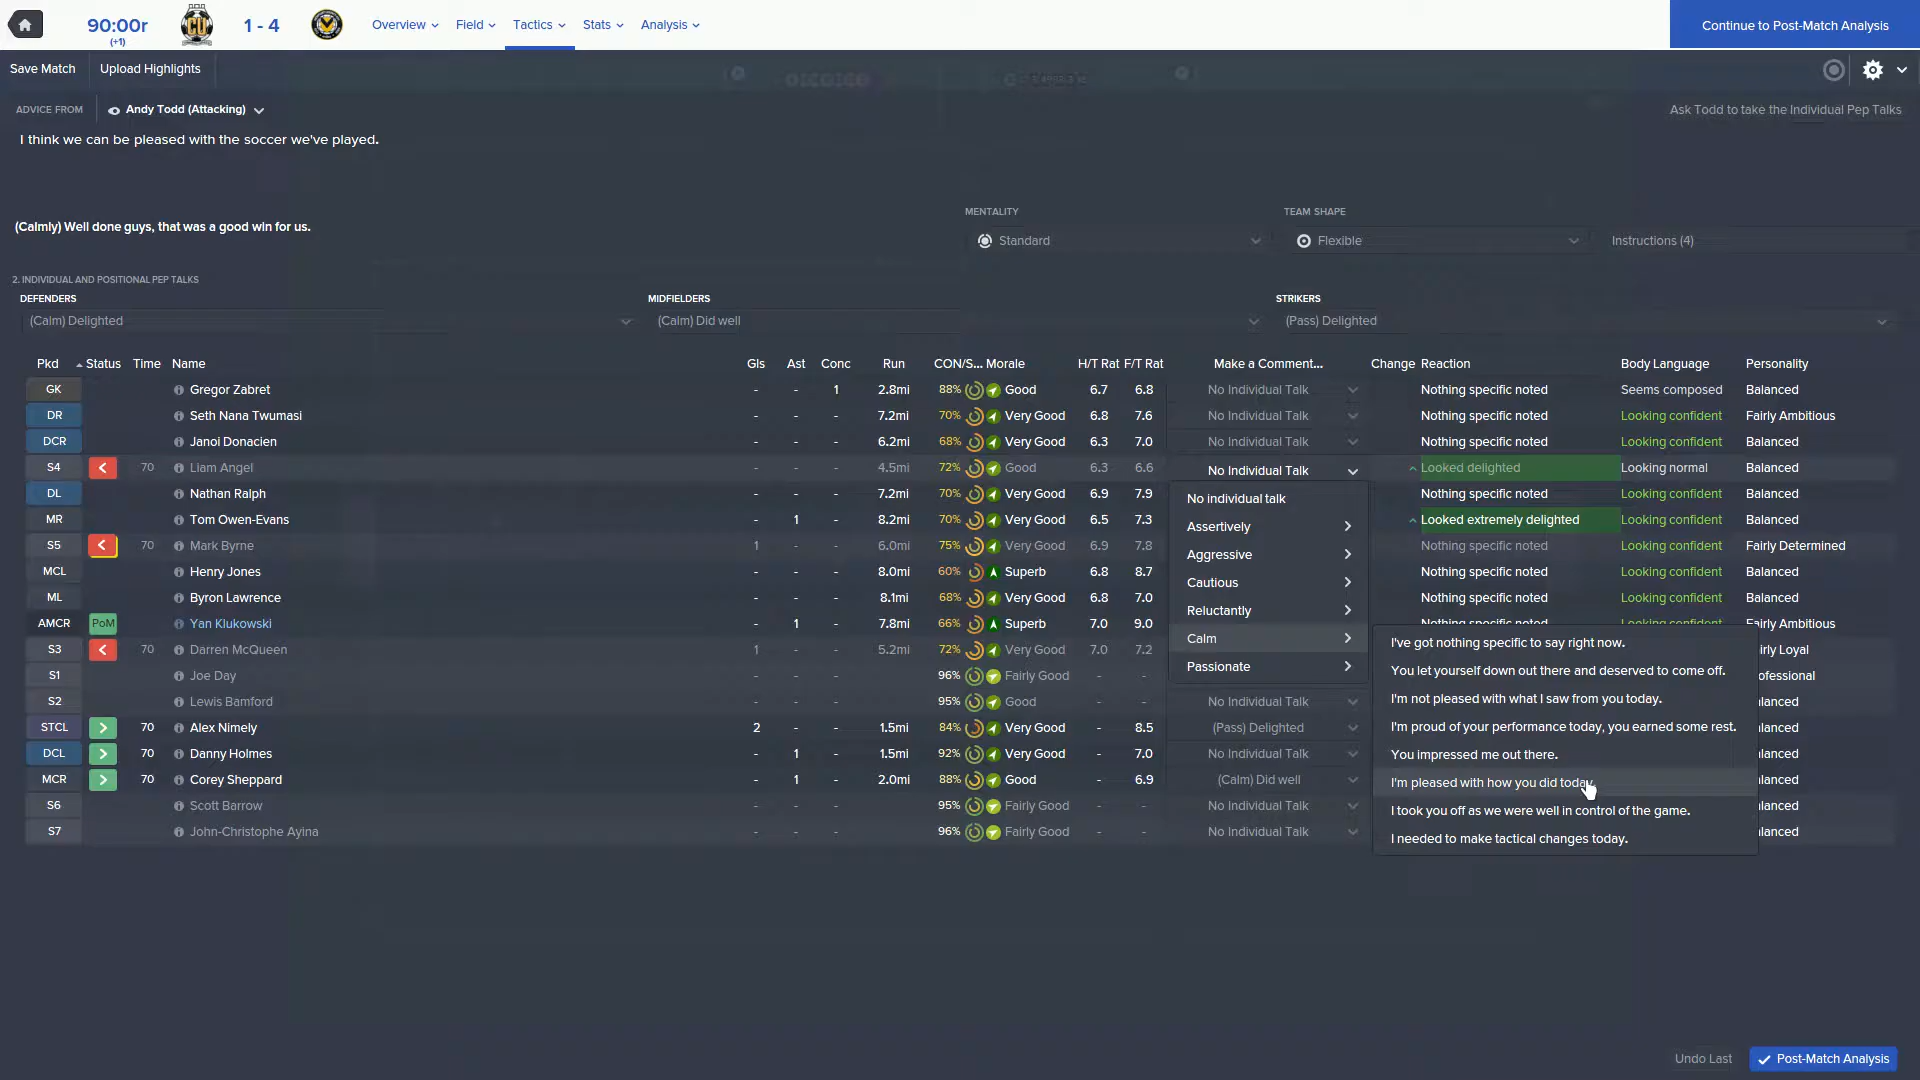 90:00r
(+1)
CU
1 - 4
Overview
Field
Tactics
Stats
Analysis
Continue to Post-Match Analysis
Save Match
Upload Highlights
ADVICE FROM
Andy Todd (Attacking)
Ask Todd to take the Individual Pep Talks
I think we can be pleased with the soccer we've played.
(Calmly) Well done guys, that was a good win for us.
MENTALITY
Standard
TEAM SHAPE
Flexible
Instructions (4)
2. INDIVIDUAL AND POSITIONAL PEP TALKS
DEFENDERS
(Calm) Delighted
MIDFIELDERS
(Calm) Did well
STRIKERS
(Pass) Delighted
Pkd Status Time Name Gls Ast Conc Run CON/S... Morale H/T Rat F/T Rat Make a Comment... Change Reaction Body Language Personality
GK Gregor Zabret - - 1 2.8mi 88% Good 6.7 6.8 No Individual Talk Nothing specific noted Seems composed Balanced
DR Seth Nana Twumasi - - - 7.2mi 70% Very Good 6.8 7.6 No Individual Talk Nothing specific noted Looking confident Fairly Ambitious
DCR Janoi Donacien - - - 6.2mi 68% Very Good 6.3 7.0 No Individual Talk Nothing specific noted Looking confident Balanced
S4 70 Liam Angel - - - 4.5mi 72% Good 6.3 6.6 No Individual Talk Looked delighted Looking normal Balanced
DL Nathan Ralph - - - 7.2mi 70% Very Good 6.9 7.9 Nothing specific noted Looking confident Balanced
MR Tom Owen-Evans - 1 - 8.2mi 70% Very Good 6.5 7.3 Looked extremely delighted Looking confident Balanced
S5 70 Mark Byrne 1 - - 6.0mi 75% Very Good 6.9 7.8 Nothing specific noted Looking confident Fairly Determined
MCL Henry Jones - - - 8.0mi 60% Superb 6.8 8.7 Nothing specific noted Looking confident Balanced
ML Byron Lawrence - - - 8.1mi 68% Very Good 6.8 7.0 Nothing specific noted Looking confident Balanced
AMCR PoM Yan Klukowski - 1 - 7.8mi 66% Superb 7.0 9.0 Nothing specific noted Looking confident Fairly Ambitious
S3 70 Darren McQueen 1 - - 5.2mi 72% Very Good 7.0 7.2 irly Loyal
S1 Joe Day - - - 96% Fairly Good - - ofessional
S2 Lewis Bamford - - - 95% Good - - No Individual Talk lanced
STCL 70 Alex Nimely 2 - - 1.5mi 84% Very Good 8.5 (Pass) Delighted lanced
DCL 70 Danny Holmes - 1 - 1.5mi 92% Very Good 7.0 No Individual Talk alanced
MCR 70 Corey Sheppard - 1 - 2.0mi 88% Good 6.9 (Calm) Did well alanced
S6 Scott Barrow - - - 95% Fairly Good - - No Individual Talk alanced
S7 John-Christophe Ayina - - - 96% Fairly Good - - No Individual Talk alanced
No individual talk
Assertively
Aggressive
Cautious
Reluctantly
Calm
Passionate
I've got nothing specific to say right now.
You let yourself down out there and deserved to come off.
I'm not pleased with what I saw from you today.
I'm proud of your performance today, you earned some rest.
You impressed me out there.
I'm pleased with how you did today.
I took you off as we were well in control of the game.
I needed to make tactical changes today.
Undo Last
Post-Match Analysis